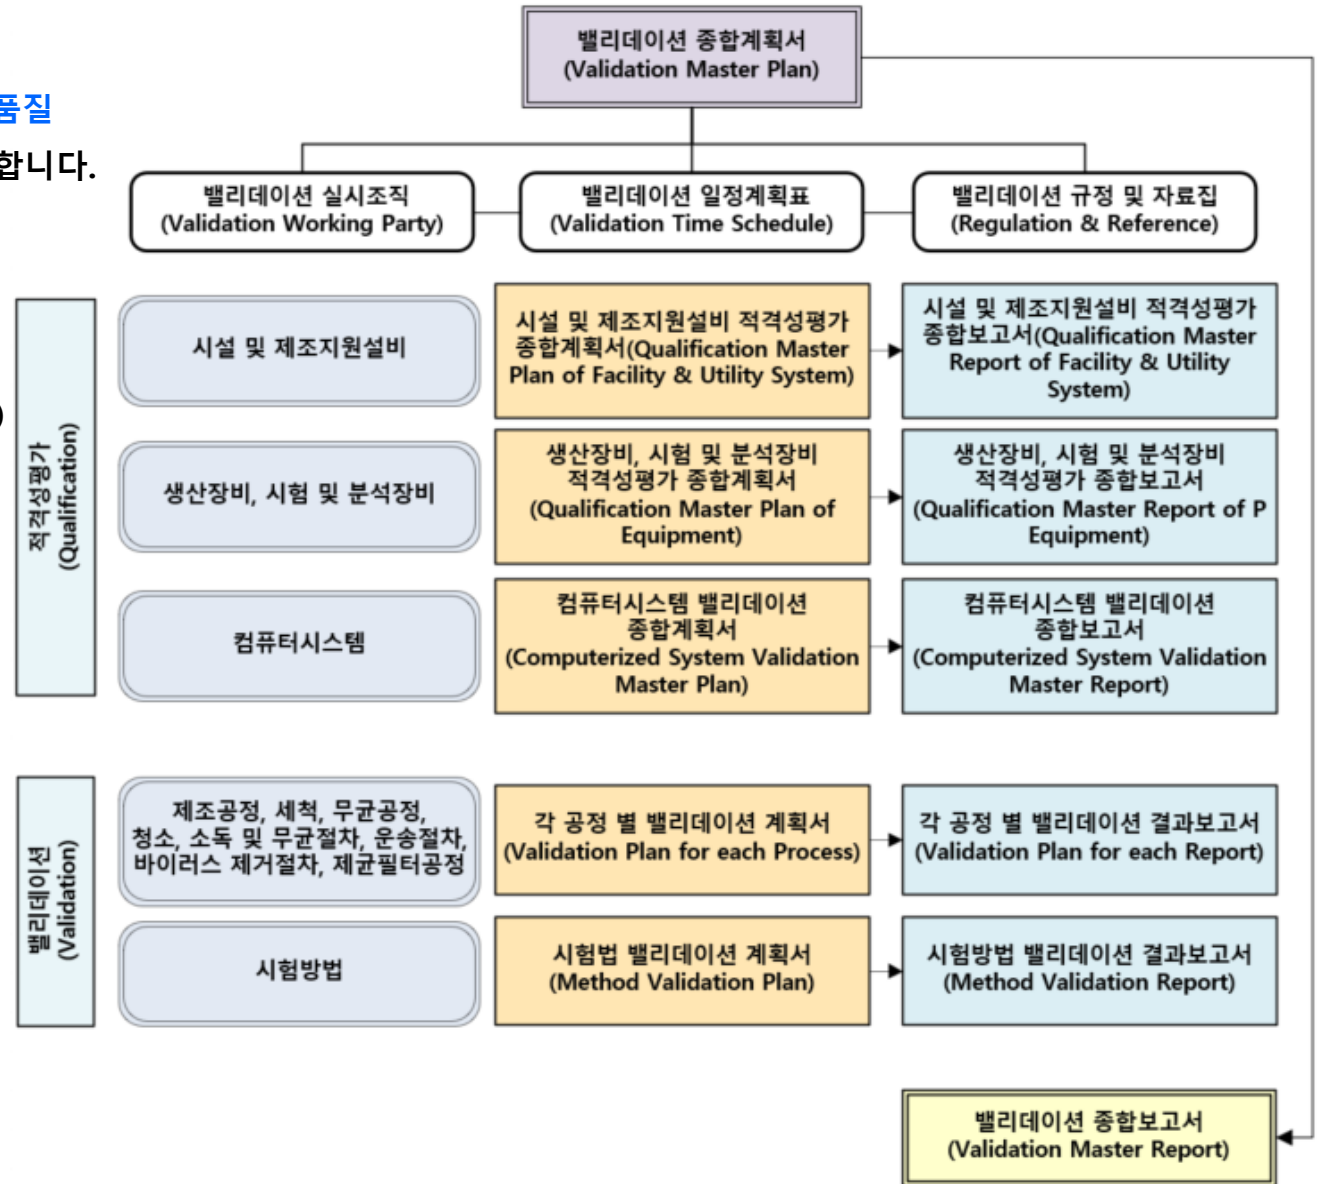 밸리데이션 종합계획서
(Validation Master Plan)
품질
합니다.
밸리데이션 실시조직
(Validation Working Party)
밸리데이션 일정계획표
(Validation Time Schedule)
밸리데이션 규정 및 자료집
(Regulation & Reference)
)
적격성평가
(Qualification)
시설 및 제조지원설비
시설 및 제조지원설비 적격성평가
종합계획서(Qualification Master
Plan of Facility & Utility System)
시설 및 제조지원설비 적격성평가
종합보고서(Qualification Master
Report of Facility & Utility
System)
생산장비, 시험 및 분석장비
생산장비, 시험 및 분석장비
적격성평가 종합계획서
(Qualification Master Plan of
Equipment)
생산장비, 시험 및 분석장비
적격성평가 종합보고서
(Qualification Master Report of P
Equipment)
컴퓨터시스템
컴퓨터시스템 밸리데이션
종합계획서
(Computerized System Validation
Master Plan)
컴퓨터시스템 밸리데이션
종합보고서
(Computerized System Validation
Master Report)
밸리데이션
(Validation)
제조공정, 세척, 무균공정,
청소, 소독 및 무균절차, 운송절차,
바이러스 제거절차, 제균필터공정
각 공정 별 밸리데이션 계획서
(Validation Plan for each Process)
각 공정 별 밸리데이션 결과보고서
(Validation Plan for each Report)
시험방법
시험법 밸리데이션 계획서
(Method Validation Plan)
시험방법 밸리데이션 결과보고서
(Method Validation Report)
밸리데이션 종합보고서
(Validation Master Report)